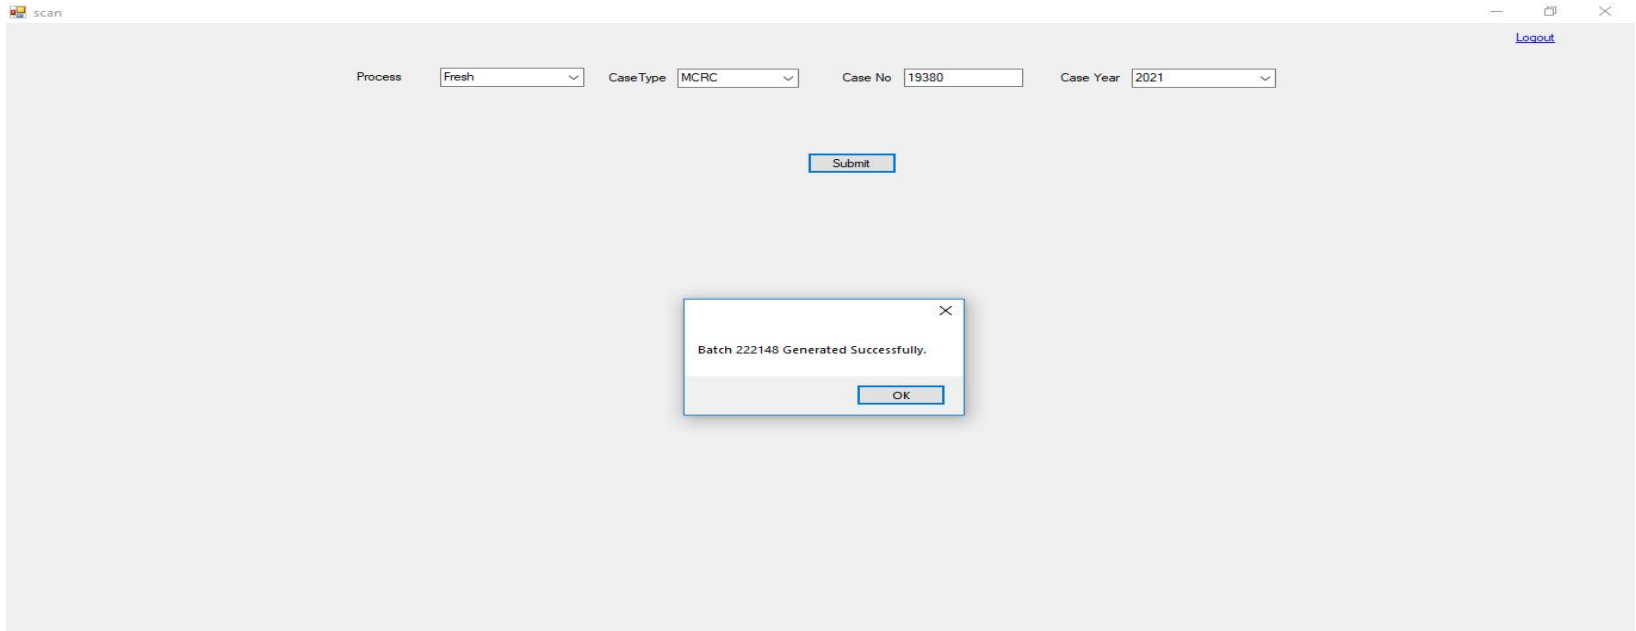 scan
Logout
Process Fresh CaseType MCRC Case No 19380 Case Year 2021
Submit
Batch 222148 Generated Successfully.
OK